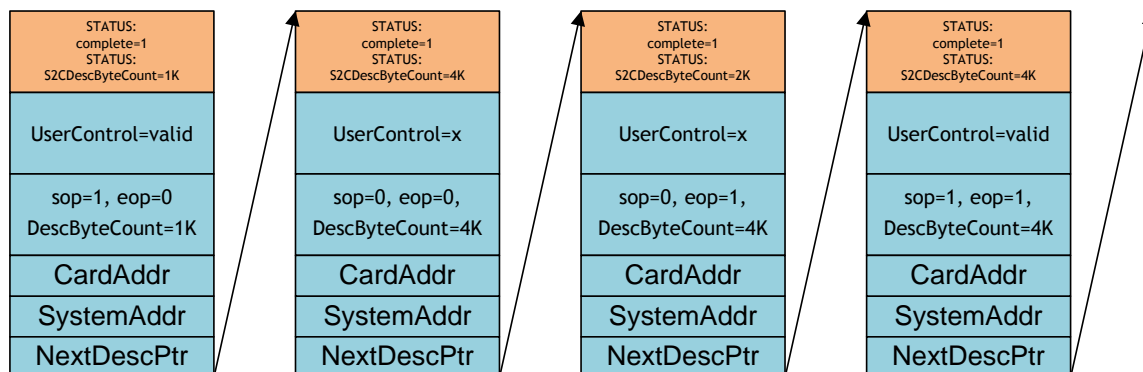 STATUS:
complete=1
STATUS:
S2CDescByteCount=1K
UserControl=valid
sop=1, eop=0
DescByteCount=1K
CardAddr
SystemAddr
NextDescPtr
STATUS:
complete=1
STATUS:
S2CDescByteCount=4K
UserControl=x
sop=0, eop=0,
DescByteCount=4K
CardAddr
SystemAddr
NextDescPtr
STATUS:
complete=1
STATUS:
S2CDescByteCount=2K
UserControl=x
sop=0, eop=1,
DescByteCount=4K
CardAddr
SystemAddr
NextDescPtr
STATUS:
complete=1
STATUS:
S2CDescByteCount=4K
UserControl=valid
sop=1, eop=1,
DescByteCount=4K
CardAddr
SystemAddr
NextDescPtr